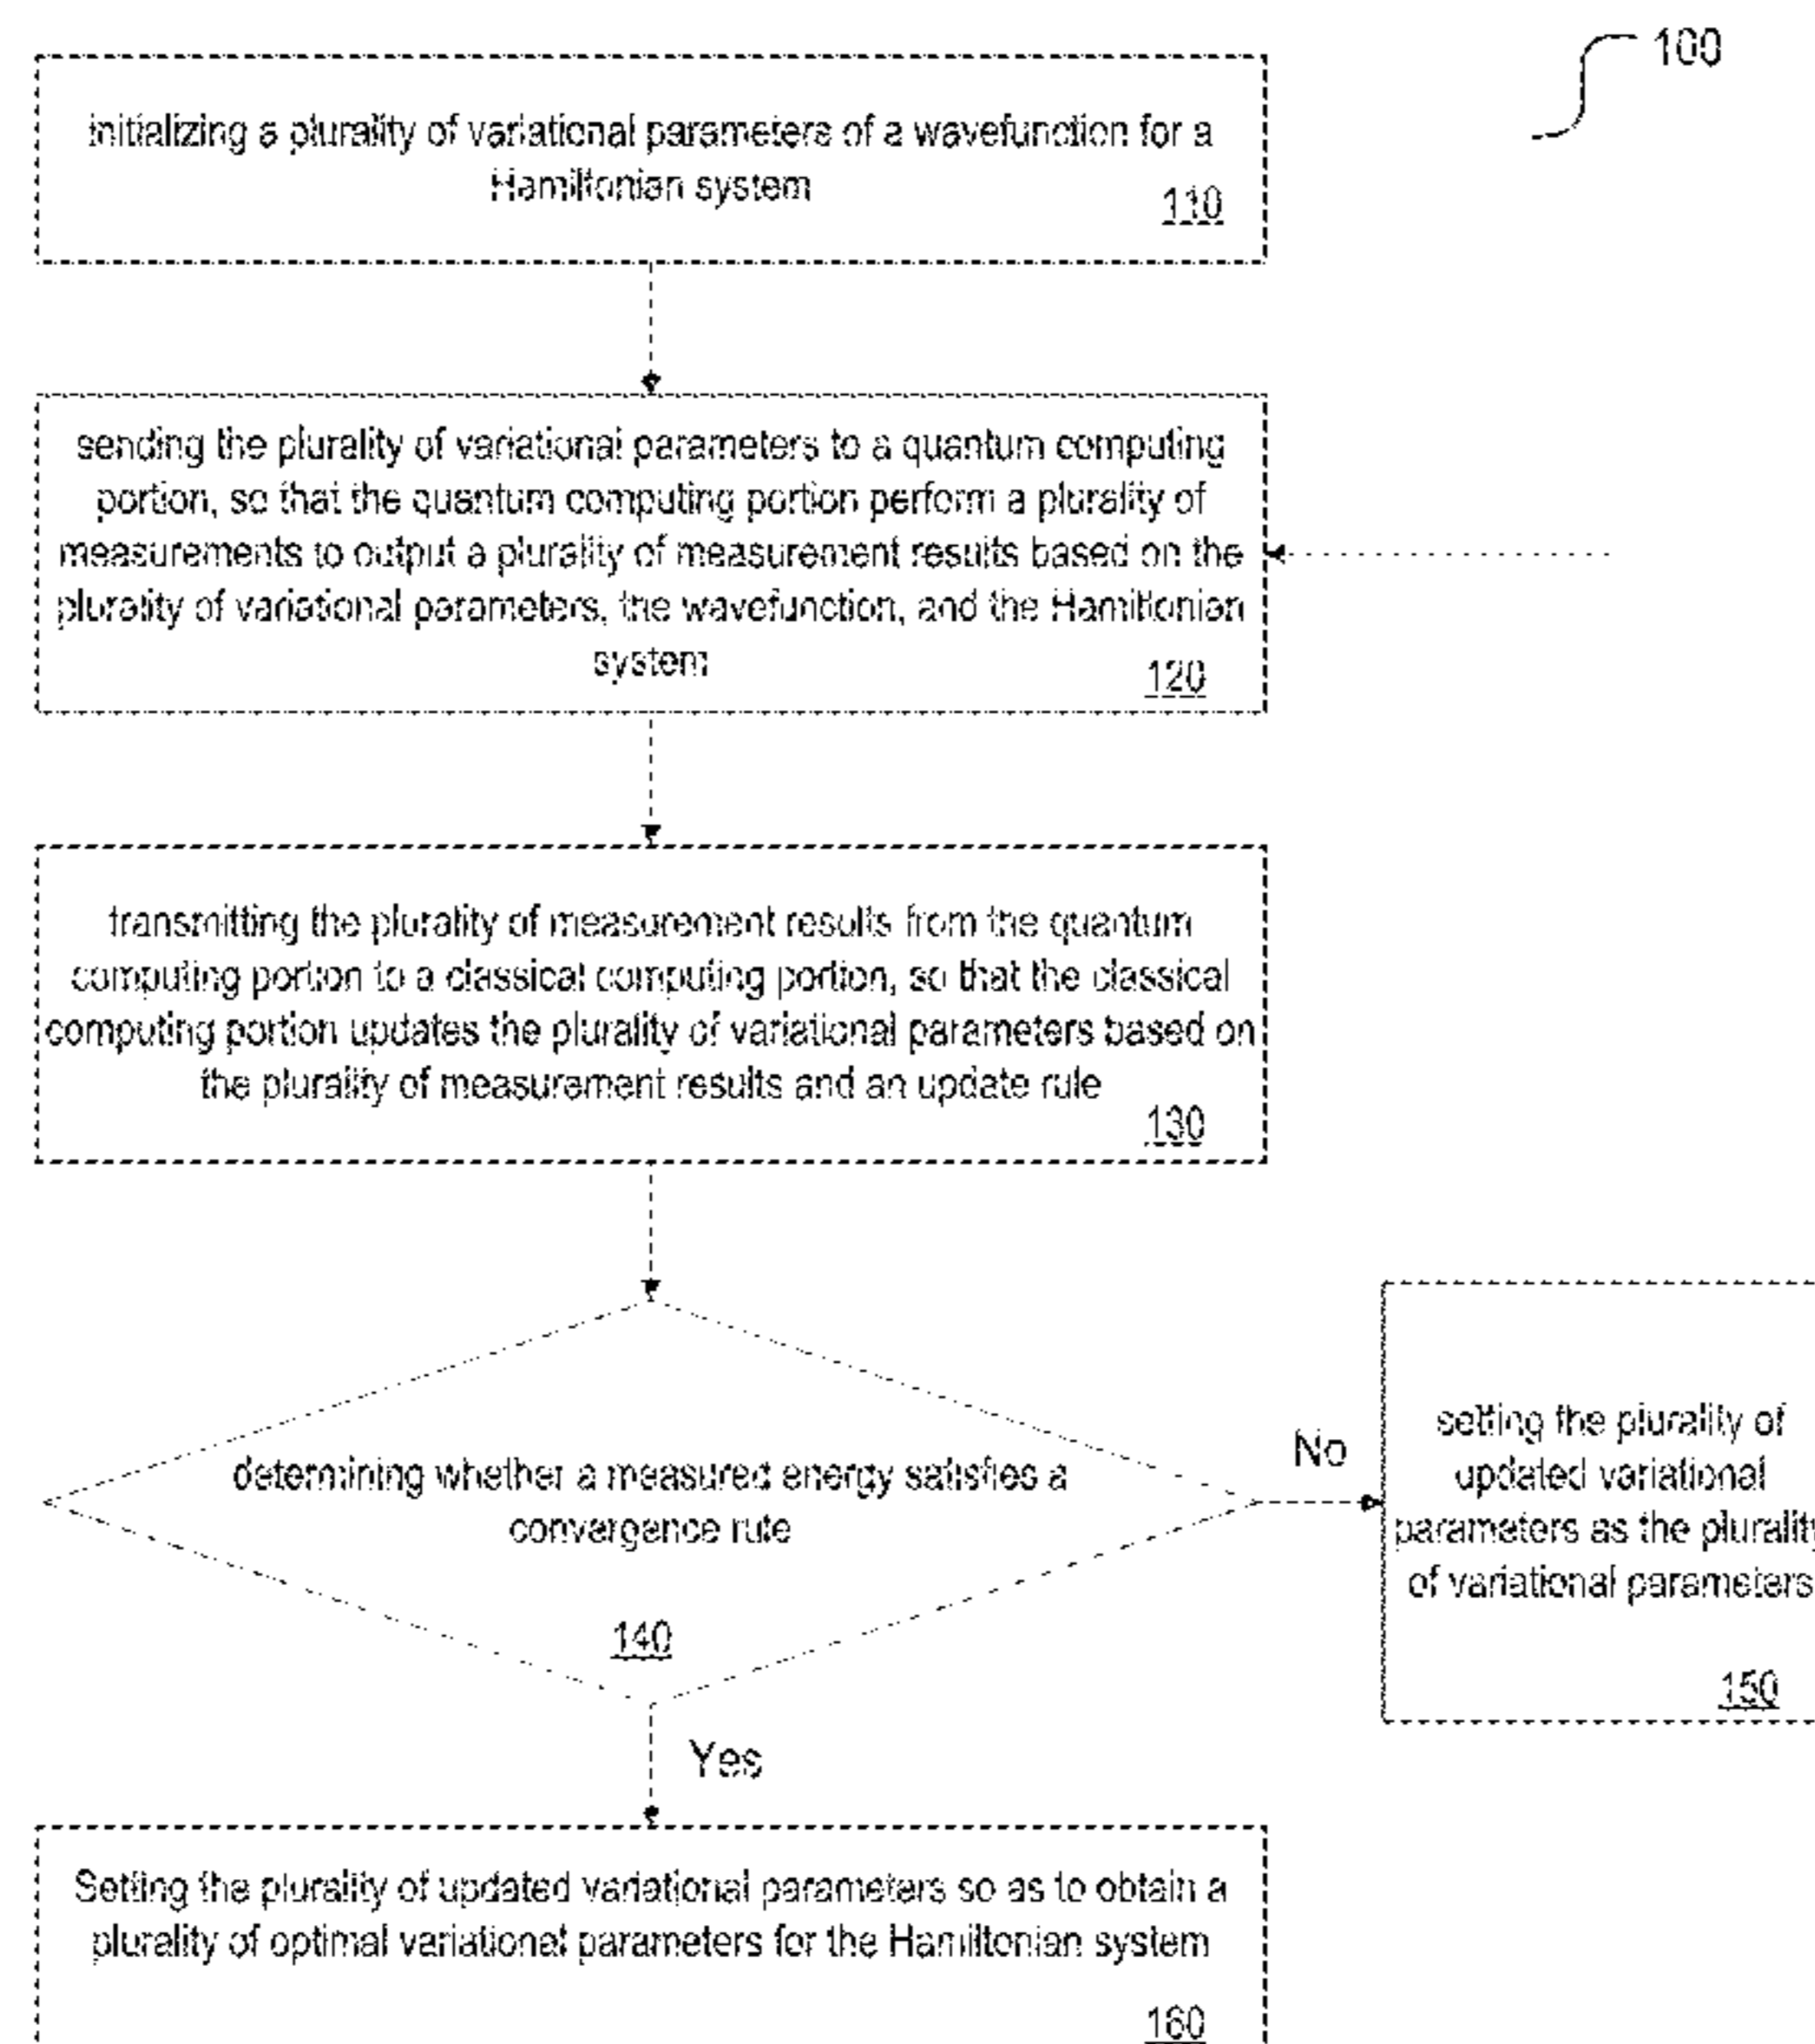 100
initializing a plurality of variational parameters of a wavefunction for a
Hamiltonian system
110
sending the plurality of variational parameters to a quantum computing
portion, so that the quantum computing portion perform a plurality of
measurements to output a plurality of measurement results based on the
plurality of variational parameters, the wavefunction, and the Hamiltonian
system
120
transmitting the plurality of measurement results from the quantum
computing portion to a classical computing portion, so that the classical
computing portion updates the plurality of variational parameters based on
the plurality of measurement results and an update rule
130
determining whether a measured energy satisfies a
convergence rule
140
No
setting the plurality of
updated variational
parameters as the plurality
of variational parameters
150
Yes
Setting the plurality of updated variational parameters so as to obtain a
plurality of optimal variational parameters for the Hamiltonian system
160